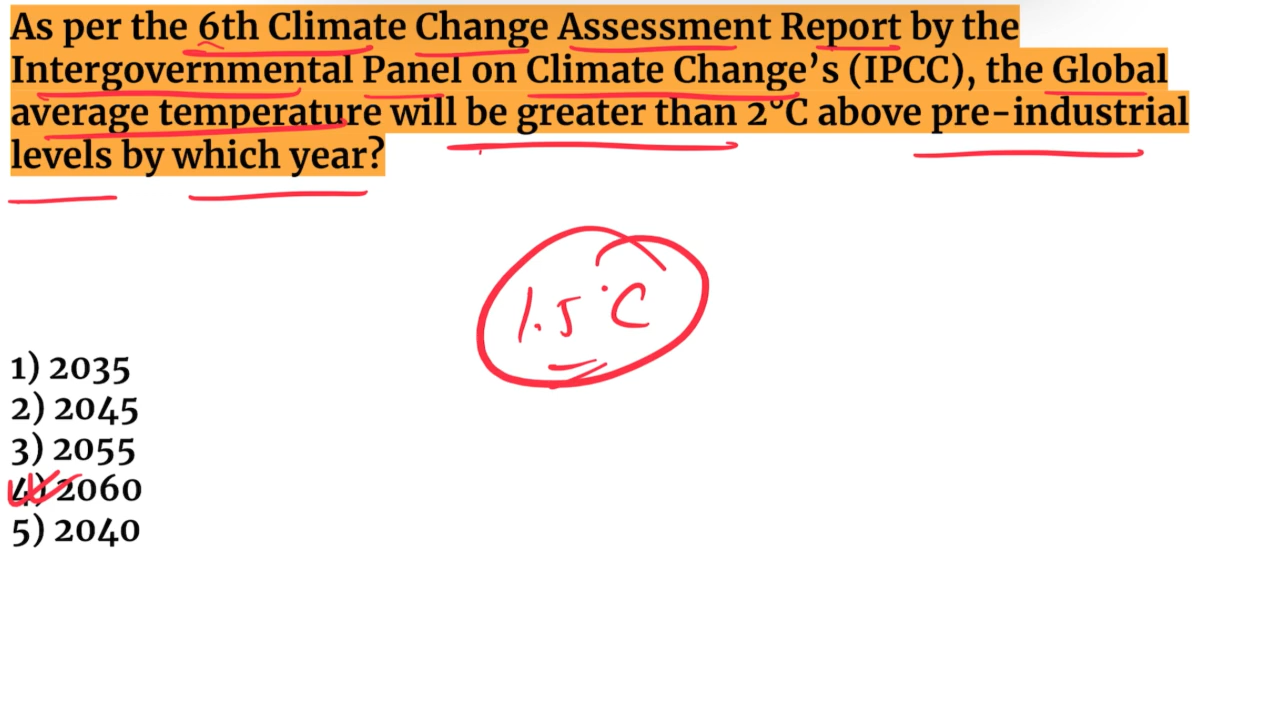 As per the 6th Climate Change Assessment Report by the
Intergovernmental Panel on Climate Change's (IPCC), the Global
average temperature will be greater than 2°C above pre-industrial
levels by which year?
1.5°C
1) 2035
2) 2045
3) 2055
4) 2060
5) 2040